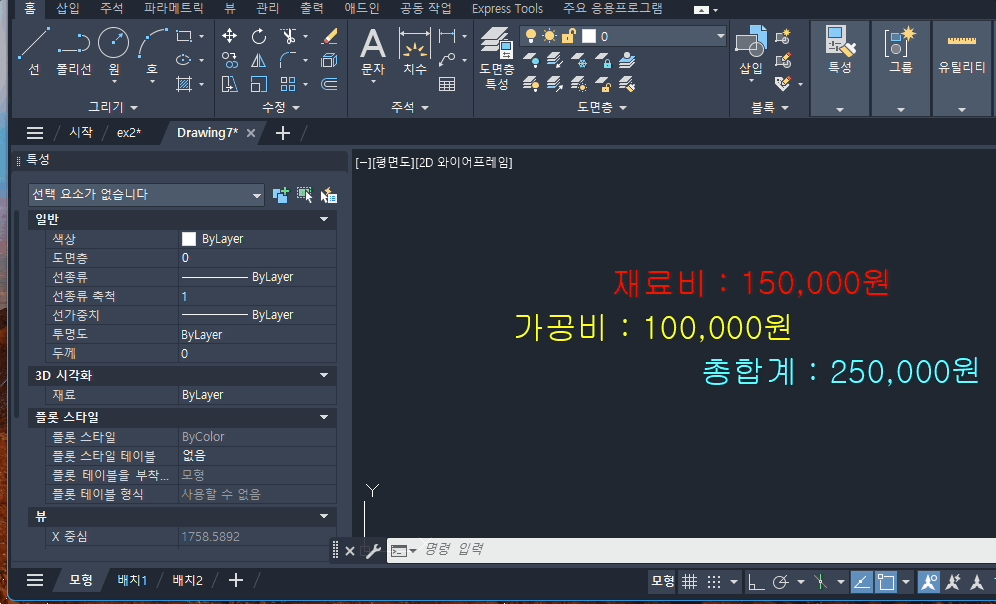 홈 삽입 주석 파라메트릭 뷰 관리 출력 애드인 공동 작업 Express Tools 주요 응용프로그램
선 폴리선 원 호 문자 치수 도면층 특성 0 삽입 특성 그룹 유틸리티
그리기 수정 주석 도면층 블록
시작 ex2* Drawing7*
특성
[−][평면도][2D 와이어프레임]
선택 요소가 없습니다
일반
색상 ByLayer
도면층 0
선종류 ByLayer
선종류 축척 1
선가중치 ByLayer
투명도 ByLayer
두께 0
3D 시각화
재료 ByLayer
플롯 스타일
플롯 스타일 ByColor
플롯 스타일 테이블 없음
플롯 테이블을 부착... 모형
플롯 테이블 형식 사용할 수 없음
뷰
X 중심 1758.5892
재료비 : 150,000원
가공비 : 100,000원
총합계 : 250,000원
Y
명령 입력
모형 배치1 배치2 모형